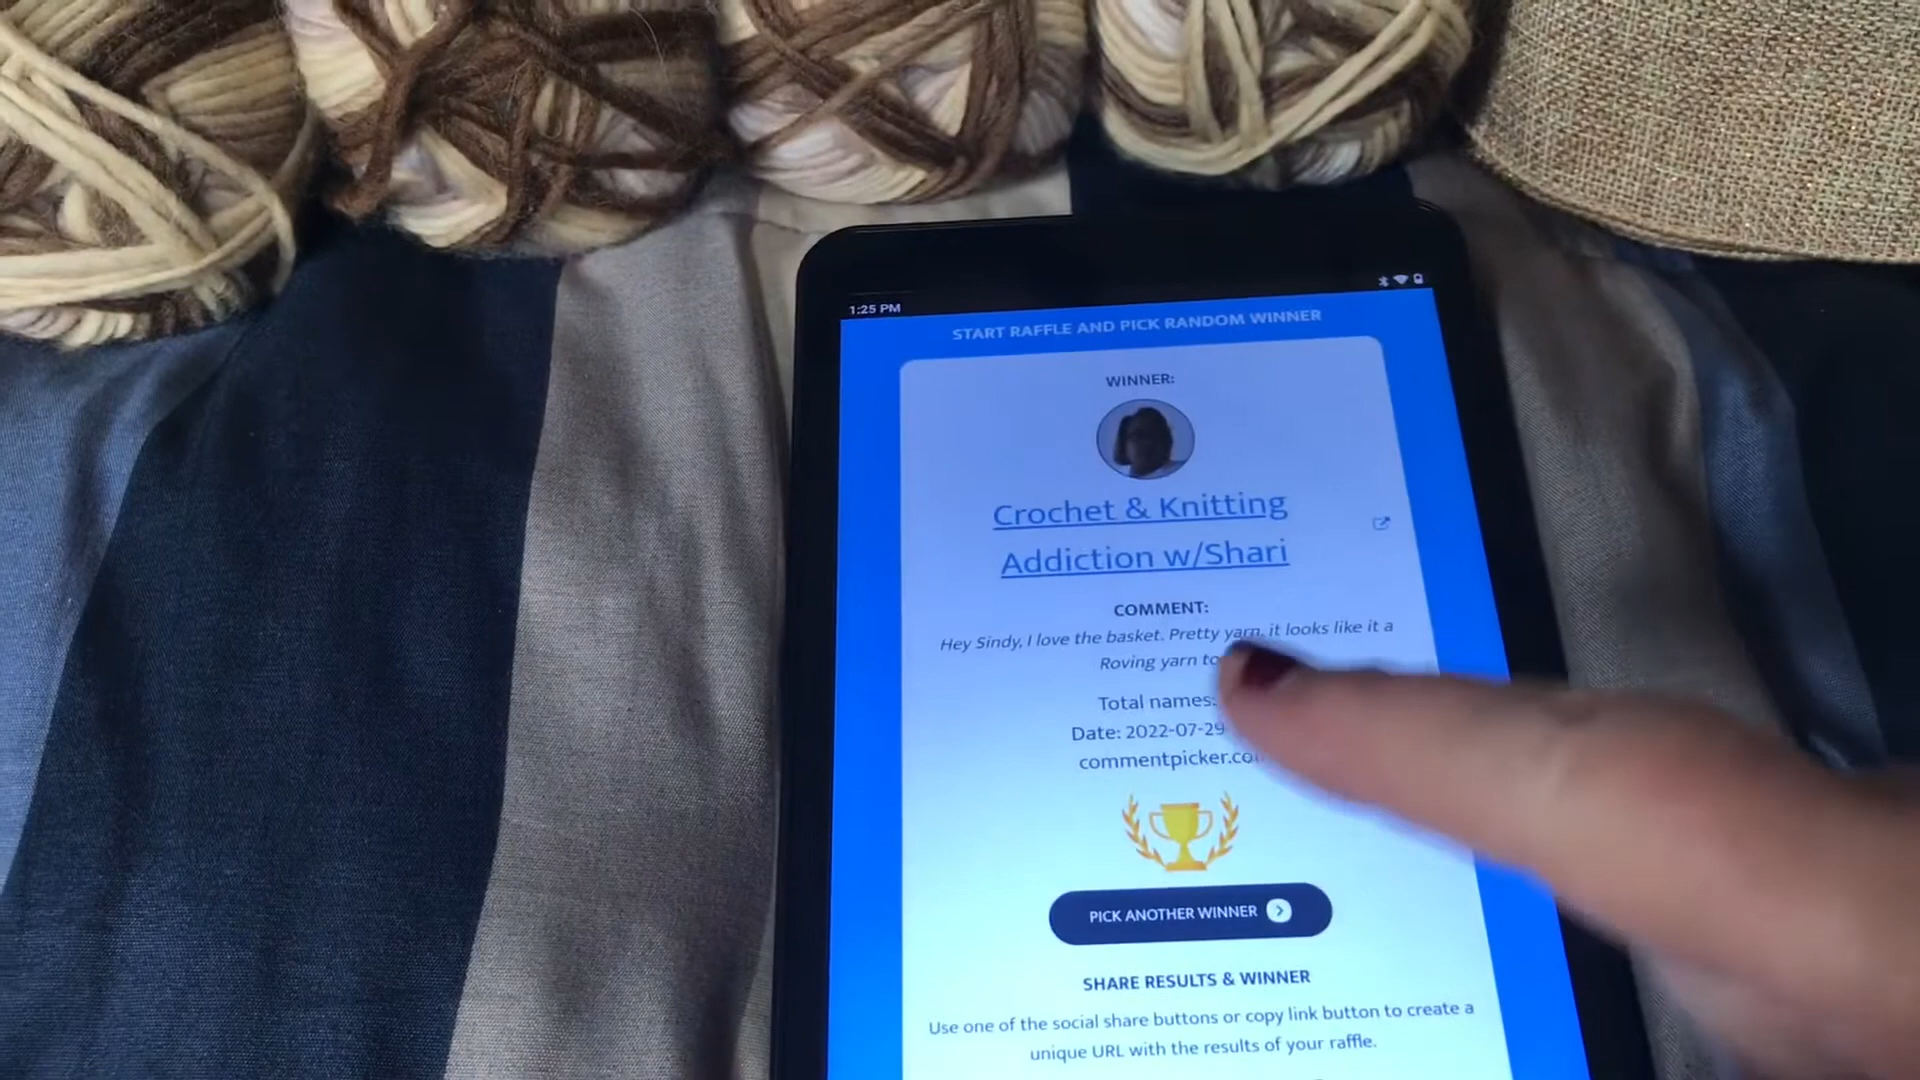 1:25 PM
START RAFFLE AND PICK RANDOM WINNER
WINNER:
Crochet & Knitting
Addiction w/Shari
COMMENT:
Hey Sindy, I love the basket. Pretty yarn, it looks like it a
Roving yarn
Total names:
Date: 2022-07-29
PICK ANOTHER WINNER
SHARE RESULTS & WINNER
Use one of the social share buttons or copy link button to create a
unique URL with the results of your raffle.